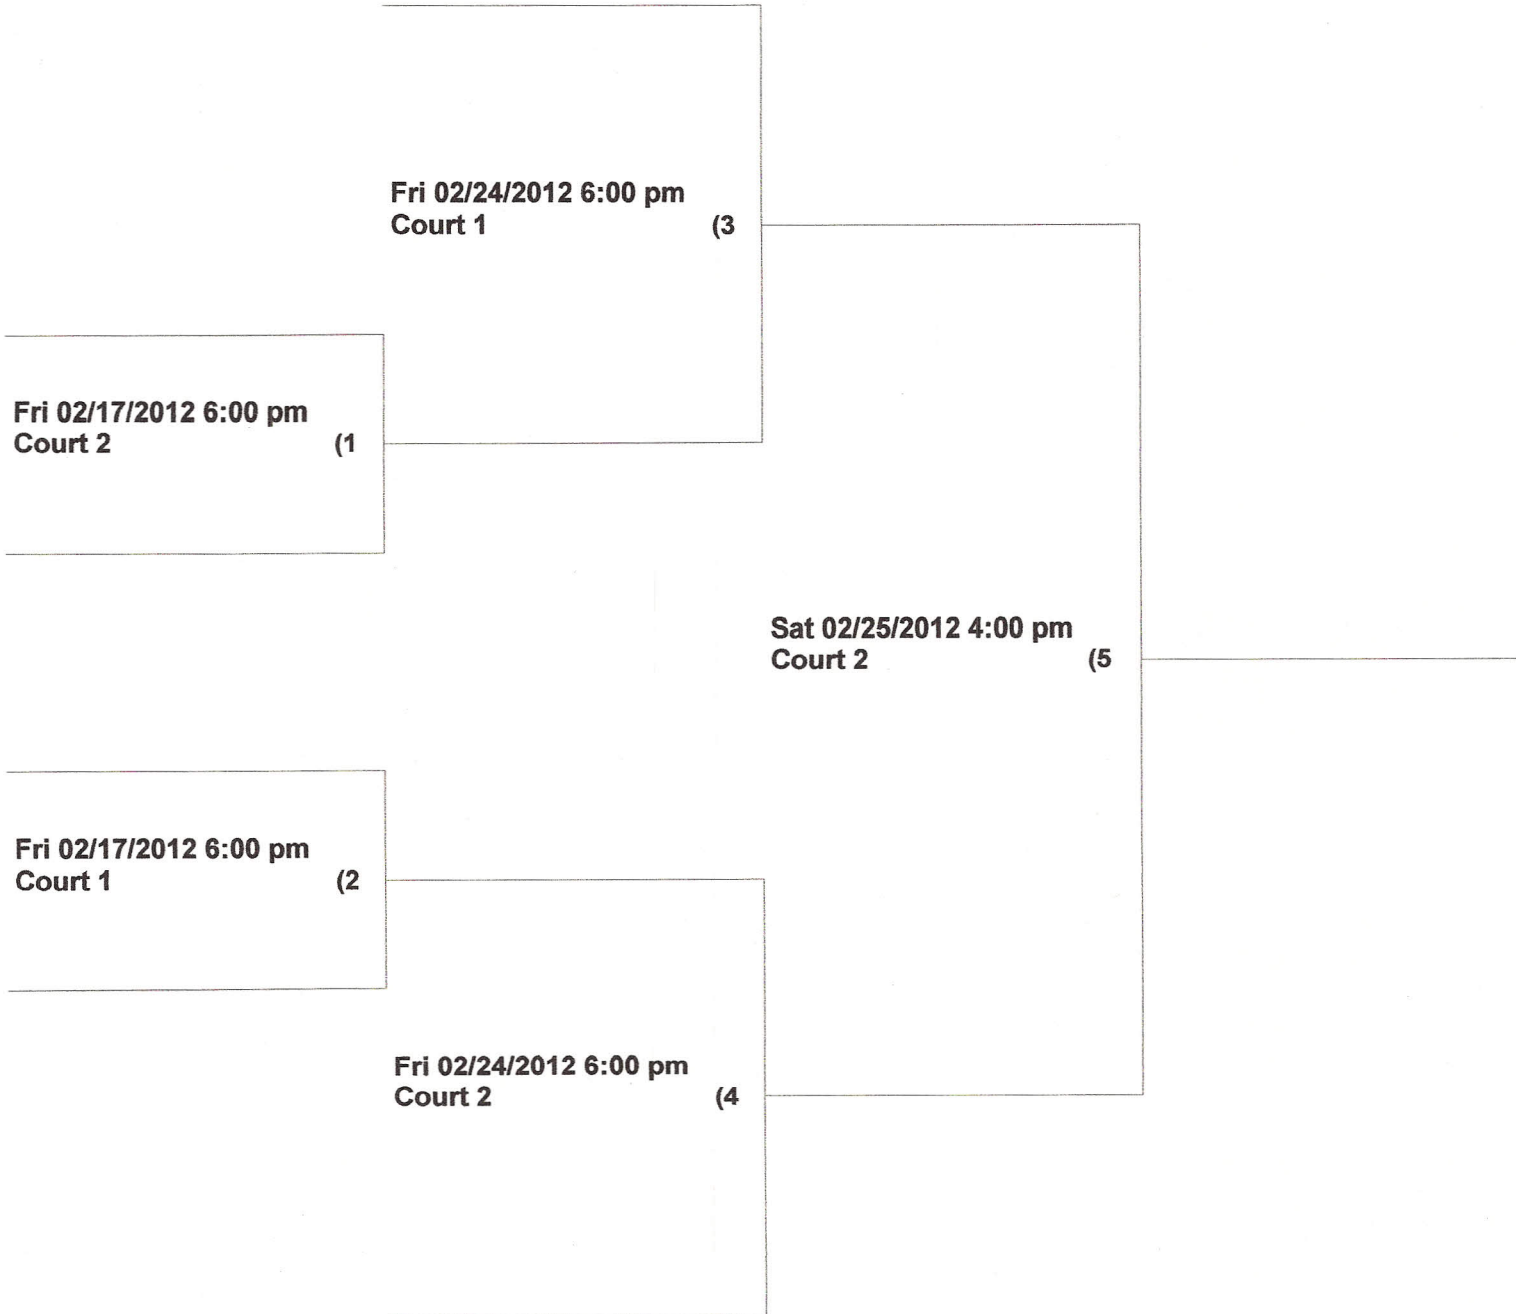 Fri 02/24/2012 6:00 pm
Court 1 (3
Fri 02/17/2012 6:00 pm
Court 2 (1
Sat 02/25/2012 4:00 pm
Court 2 (5
Fri 02/17/2012 6:00 pm
Court 1 (2
Fri 02/24/2012 6:00 pm
Court 2 (4